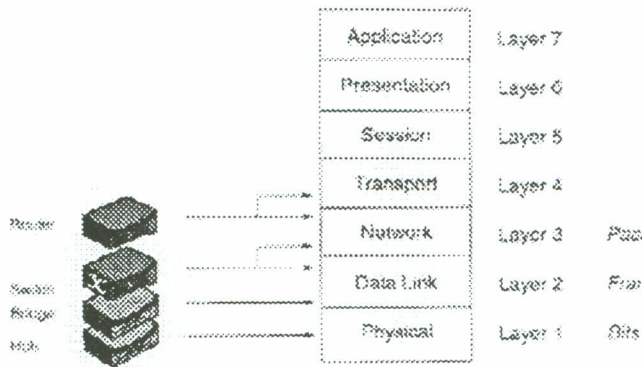 Application Layer 7
Presentation Layer 6
Session Layer 5
Transport Layer 4
Router
Network Layer 3
Switch
Data Link Layer 2
Bridge
Physical Layer 1 Bits
Hub